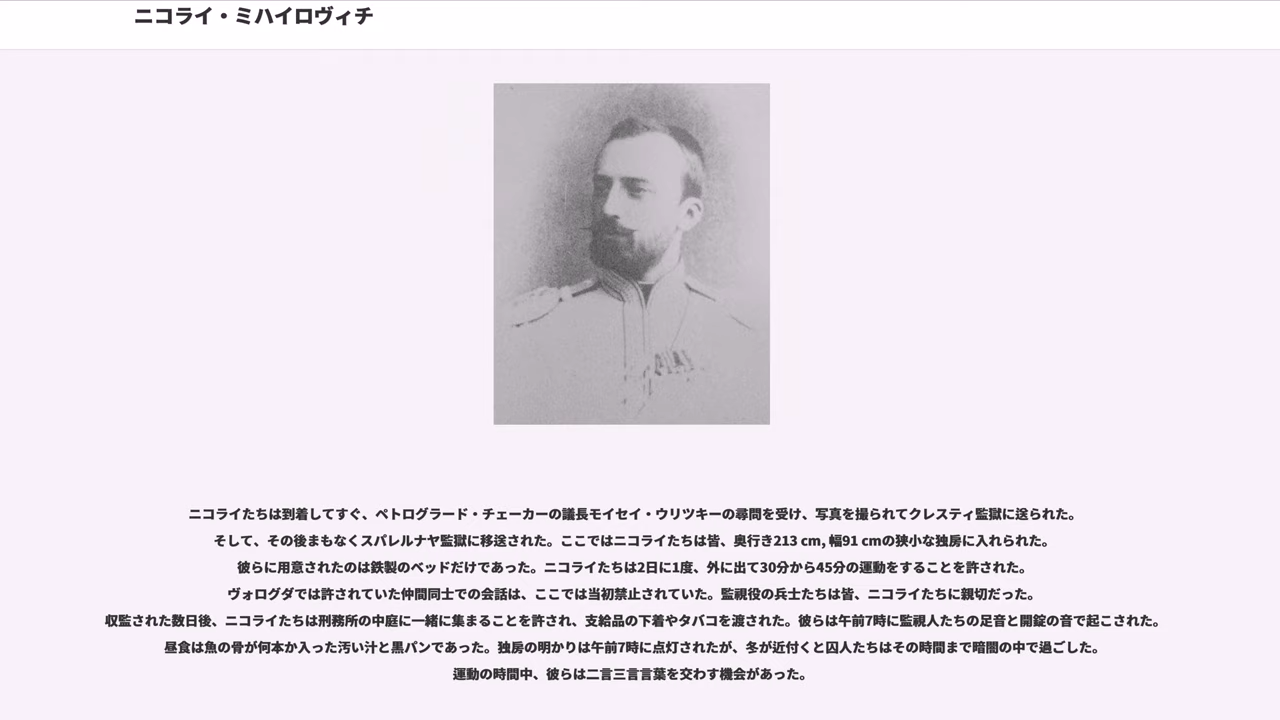 ニコライ・ミハイロヴィチ
ニコライたちは到着してすぐ、ペトログラード・チェーカーの議長モイセイ・ウリツキーの尋問を受け、写真を撮られてクレスティ監獄に送られた。
そして、その後まもなくスパレルナヤ監獄に移送された。ここではニコライたちは皆、奥行き213 cm, 幅91 cmの狭小な独房に入れられた。
彼らに用意されたのは鉄製のベッドだけであった。ニコライたちは2日に1度、外に出て30分から45分の運動をすることを許された。
ヴォログダでは許されていた仲間同士での会話は、ここでは当初禁止されていた。監視役の兵士たちは皆、ニコライたちに親切だった。
収監された数日後、ニコライたちは刑務所の中庭に一緒に集まることを許され、支給品の下着やタバコを渡された。彼らは午前7時に監視人たちの足音と開錠の音で起こされた。
昼食は魚の骨が何本か入った汚い汁と黒パンであった。独房の明かりは午前7時に点灯されたが、冬が近付くと囚人たちはその時間まで暗闇の中で過ごした。
運動の時間中、彼らは二言三言言葉を交わす機会があった。